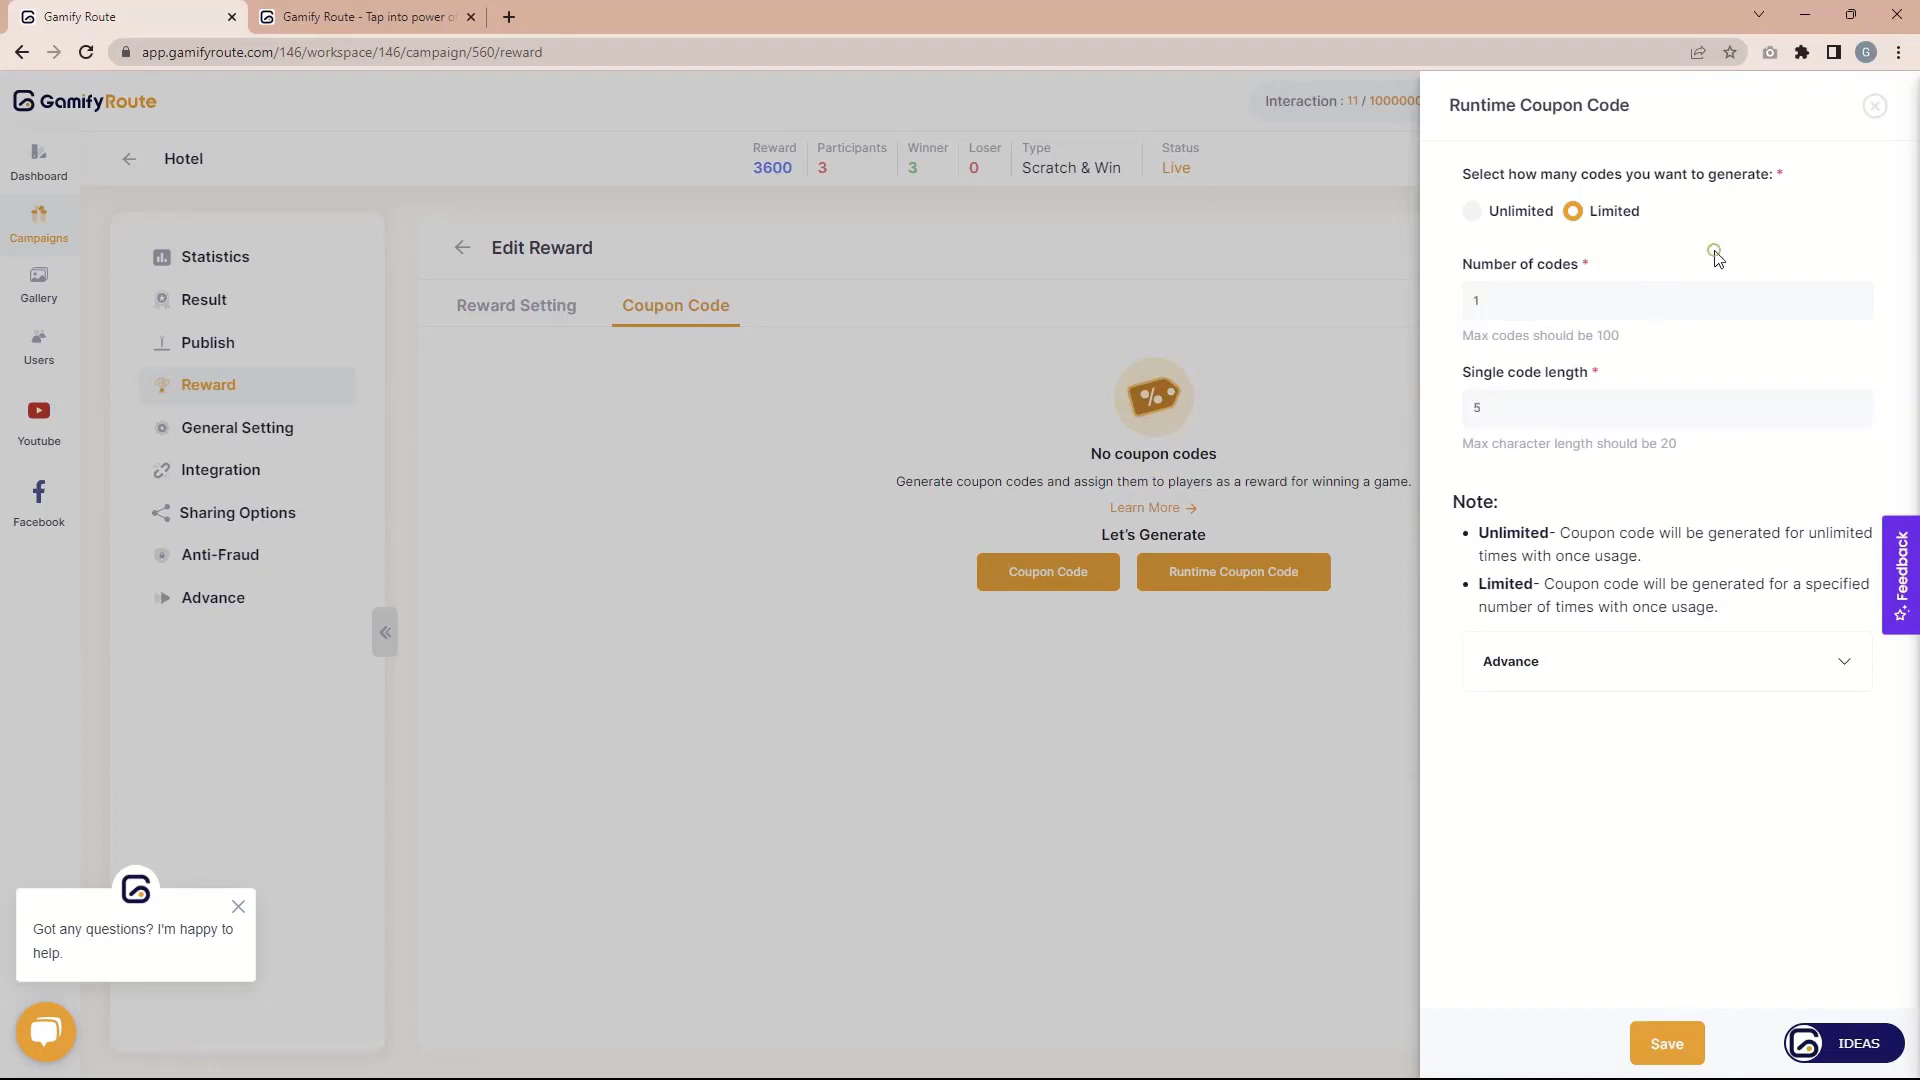 Gamify Route
Gamify Route - Tap into power o
app.gamifyroute.com/146/workspace/146/campaign/560/reward
G
GamifyRoute
Interaction : 11 / 1000000
Dashboard
Campaigns
Gallery
Users
Youtube
Facebook
Hotel
Reward
3600
Participants
3
Winner
3
Loser
0
Type
Scratch & Win
Status
Live
Statistics
Result
Publish
Reward
General Setting
Integration
Sharing Options
Anti-Fraud
Advance
Edit Reward
Reward Setting
Coupon Code
No coupon codes
Generate coupon codes and assign them to players as a reward for winning a game.
Learn More →
Let's Generate
Coupon Code
Runtime Coupon Code
Runtime Coupon Code
Select how many codes you want to generate: *
Unlimited
Limited
Number of codes *
1
Max codes should be 100
Single code length *
5
Max character length should be 20
Note:
• Unlimited- Coupon code will be generated for unlimited
times with once usage.
• Limited- Coupon code will be generated for a specified
number of times with once usage.
Advance
Feedback
Save
IDEAS
Got any questions? I'm happy to
help.